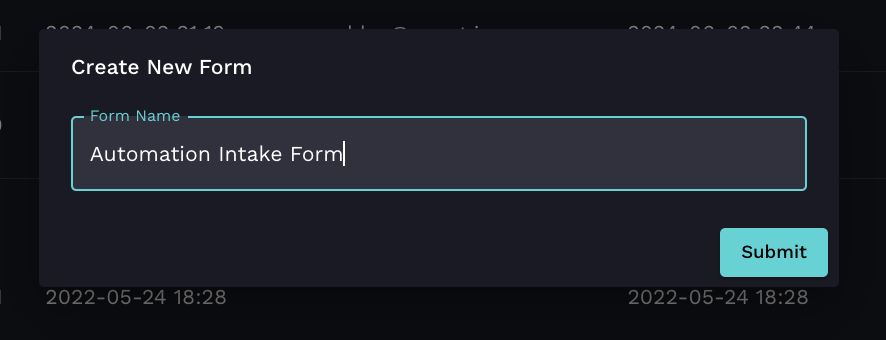 Create New Form
Form Name
Automation Intake Form
Submit
2022-05-24 18:28 2022-05-24 18:28